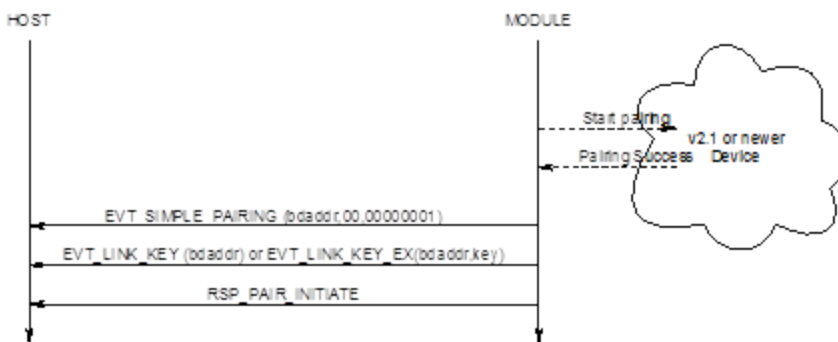 HOST
MODULE
Start pairing
v2.1 or newer
Pairing Success
Device
EVT_SIMPLE_PAIRING (bdaddr,00,00000001)
EVT_LINK_KEY (bdaddr) or EVT_LINK_KEY_EX(bdaddr,key)
RSP_PAIR_INITIATE